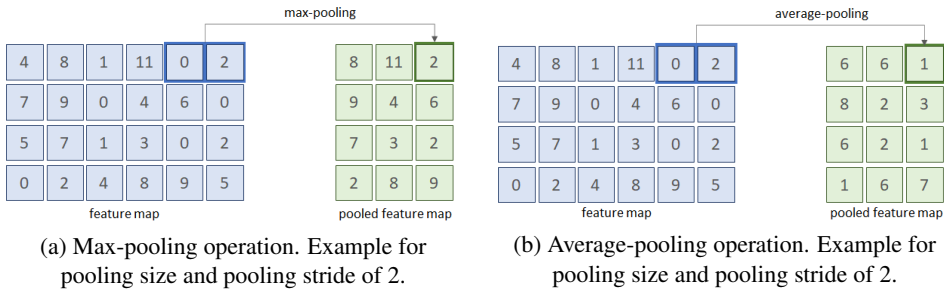 max-pooling
4 8 1 11 0 2 8 11 2
7 9 0 4 6 0 9 4 6
5 7 1 3 0 2 7 3 2
0 2 4 8 9 5 2 8 9
feature map pooled feature map
(a) Max-pooling operation. Example for
pooling size and pooling stride of 2.
average-pooling
4 8 1 11 0 2 6 6 1
7 9 0 4 6 0 8 2 3
5 7 1 3 0 2 6 2 1
0 2 4 8 9 5 1 6 7
feature map pooled feature map
(b) Average-pooling operation. Example for
pooling size and pooling stride of 2.